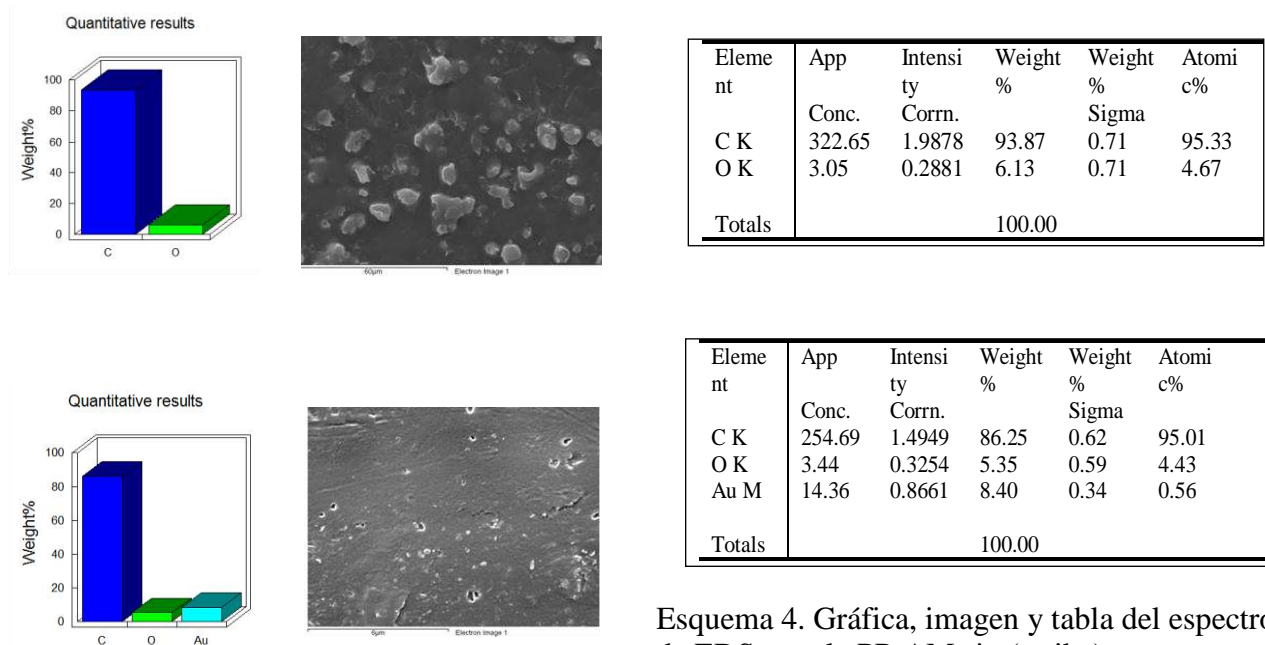 Quantitative results
Weight%
100
80
60
40
20
0
C O
60µm Electron Image 1
Eleme App Intensi Weight Weight Atomi
nt ty % % c%
Conc. Corrn. Sigma
C K 322.65 1.9878 93.87 0.71 95.33
O K 3.05 0.2881 6.13 0.71 4.67
Totals 100.00
Quantitative results
Weight%
100
80
60
40
20
0
C O Au
6µm Electron Image 1
Eleme App Intensi Weight Weight Atomi
nt ty % % c%
Conc. Corrn. Sigma
C K 254.69 1.4949 86.25 0.62 95.01
O K 3.44 0.3254 5.35 0.59 4.43
Au M 14.36 0.8661 8.40 0.34 0.56
Totals 100.00
Esquema 4. Gráfica, imagen y tabla del espectro